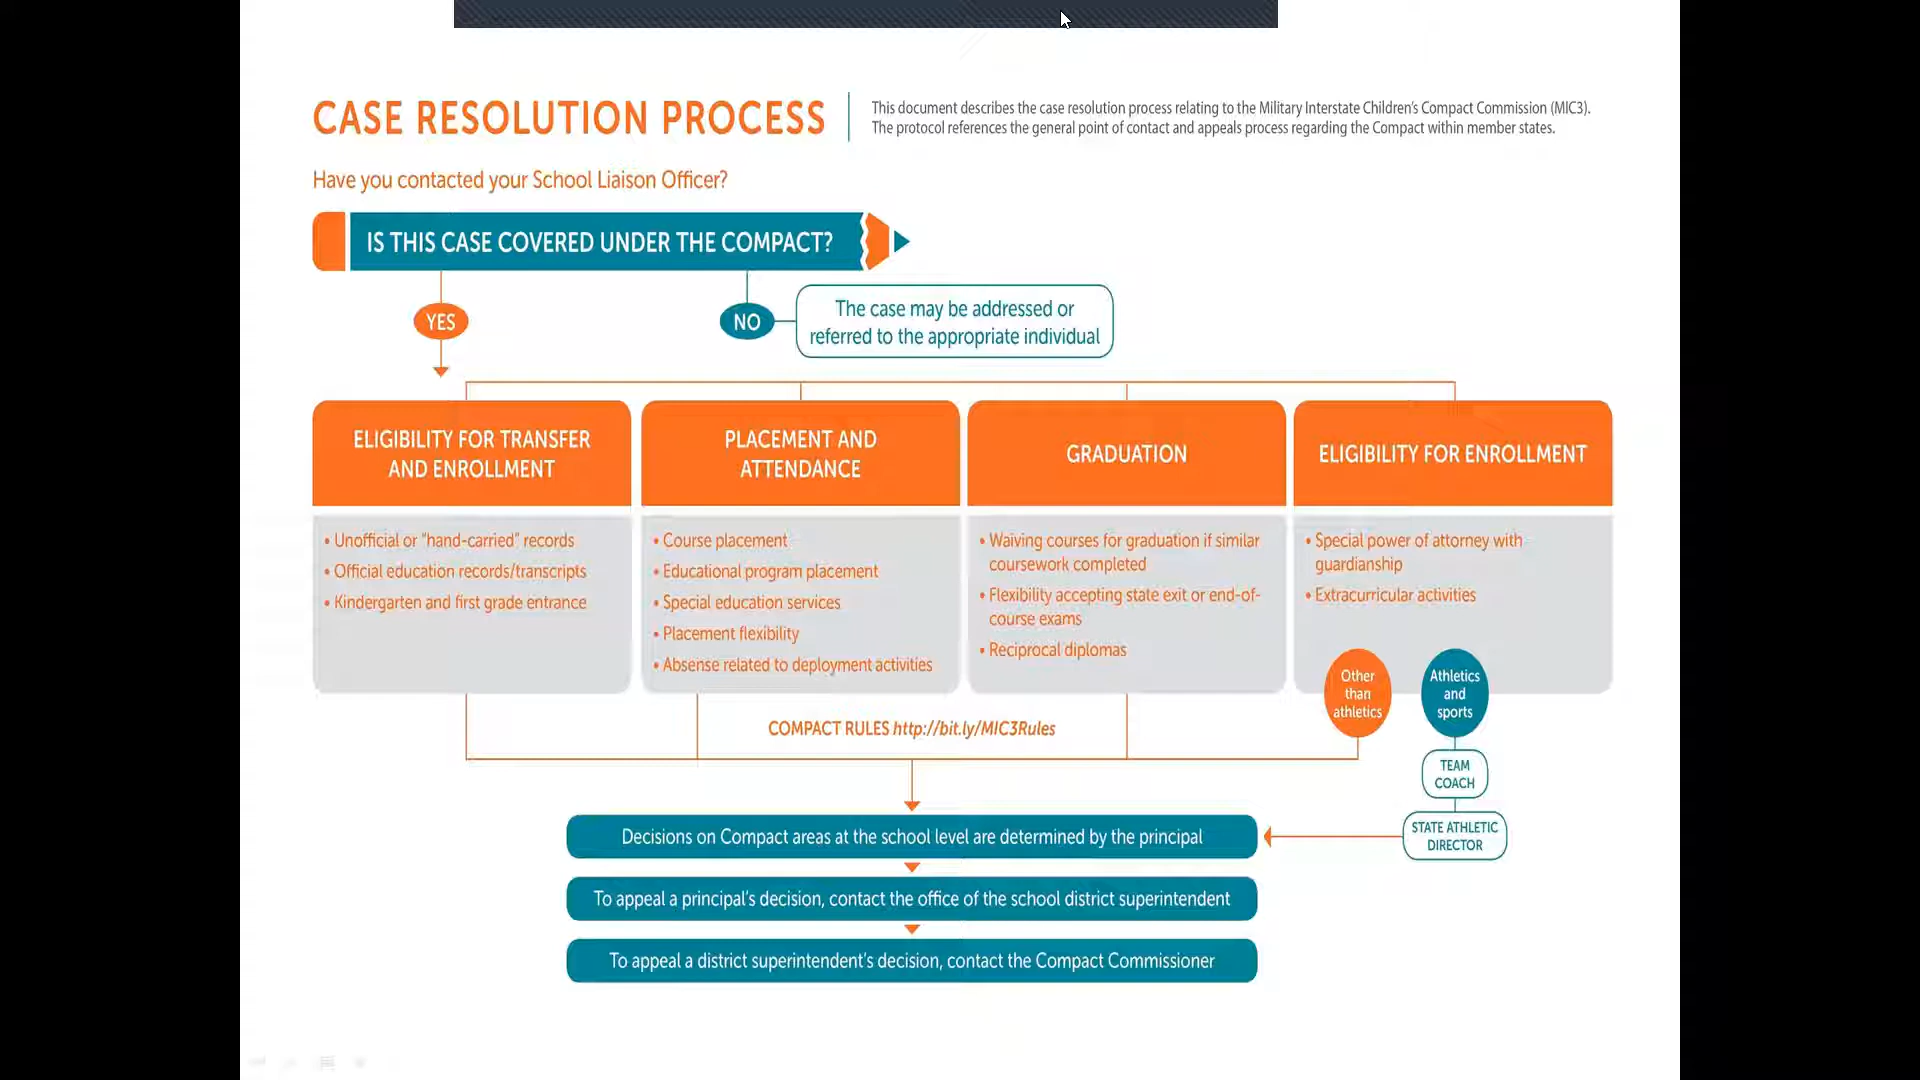 CASE RESOLUTION PROCESS
This document describes the case resolution process relating to the Military Interstate Children's Compact Commission (MIC3).
The protocol references the general point of contact and appeals process regarding the Compact within member states.
Have you contacted your School Liaison Officer?
IS THIS CASE COVERED UNDER THE COMPACT?
YES
NO
The case may be addressed or
referred to the appropriate individual
ELIGIBILITY FOR TRANSFER
AND ENROLLMENT
• Unofficial or "hand-carried" records
• Official education records/transcripts
• Kindergarten and first grade entrance
PLACEMENT AND
ATTENDANCE
• Course placement
• Educational program placement
• Special education services
• Placement flexibility
• Absense related to deployment activities
GRADUATION
• Waiving courses for graduation if similar
coursework completed
• Flexibility accepting state exit or end-of-
course exams
• Reciprocal diplomas
ELIGIBILITY FOR ENROLLMENT
• Special power of attorney with
guardianship
• Extracurricular activities
Other
than
athletics
Athletics
and
sports
COMPACT RULES http://bit.ly/MIC3Rules
TEAM
COACH
STATE ATHLETIC
DIRECTOR
Decisions on Compact areas at the school level are determined by the principal
To appeal a principal's decision, contact the office of the school district superintendent
To appeal a district superintendent's decision, contact the Compact Commissioner